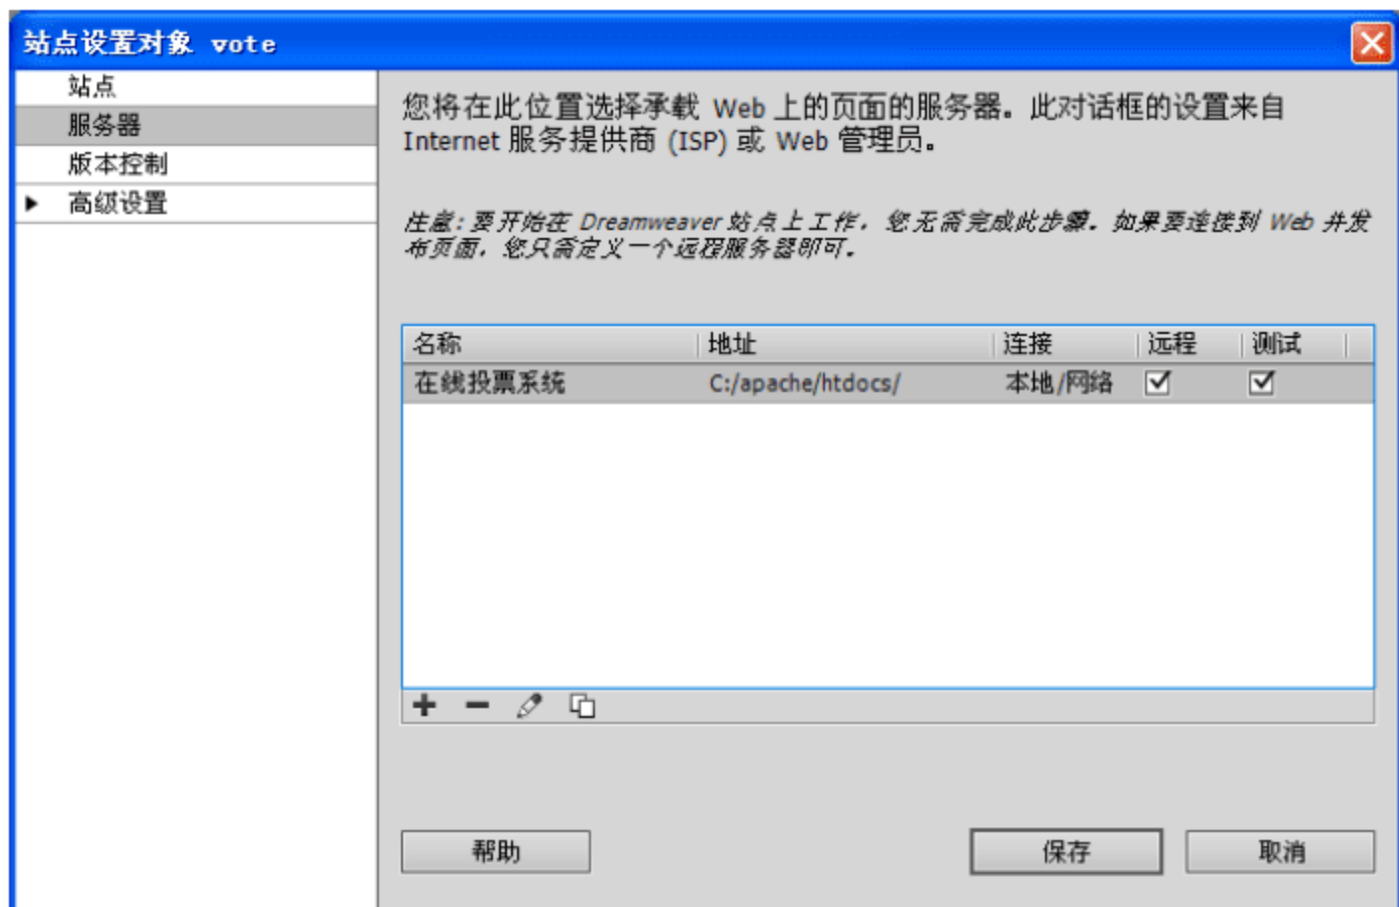 站点设置对象 vote
站点
服务器
版本控制
高级设置
您将在此位置选择承载 Web 上的页面的服务器。此对话框的设置来自
Internet 服务提供商 (ISP) 或 Web 管理员。
注意:要开始在 Dreamweaver 站点上工作，您无需完成此步骤。如果要连接到 Web 并发
布页面，您只需定义一个远程服务器即可。
名称 地址 连接 远程 测试
在线投票系统 C:/apache/htdocs/ 本地/网络
帮助 保存 取消